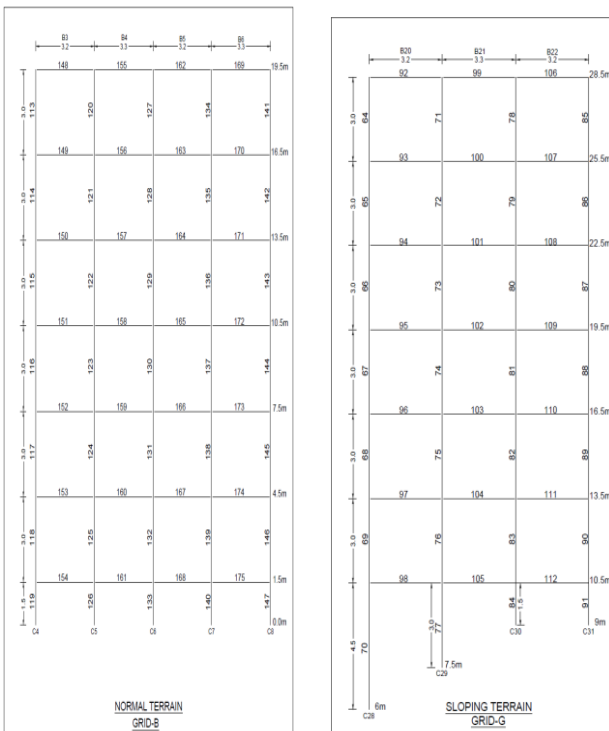 B3 B4 B5 B6
3.2 3.3 3.2 3.3
148 155 162 169 19.5m
3.0 113 120 127 134 141
149 156 163 170 16.5m
3.0 114 121 128 135 142
150 157 164 171 13.5m
3.0 115 122 129 136 143
151 158 165 172 10.5m
3.0 116 123 130 137 144
152 159 166 173 7.5m
3.0 117 124 131 138 145
153 160 167 174 4.5m
3.0 118 125 132 139 146
154 161 168 175 1.5m
1.5 119 126 133 140 147
0.0m
C4 C5 C6 C7 C8
NORMAL TERRAIN
GRID-B
B20 B21 B22
3.2 3.3 3.2
92 99 106 28.5m
3.0 64 71 78 85
93 100 107 25.5m
3.0 65 72 79 86
94 101 108 22.5m
3.0 66 73 80 87
95 102 109 19.5m
3.0 67 74 81 88
96 103 110 16.5m
3.0 68 75 82 89
97 104 111 13.5m
3.0 69 76 83 90
98 105 112 10.5m
84 1.5 91
9m
C30 C31
4.5 70 3.0 77
7.5m
C29
6m
C28
SLOPING TERRAIN
GRID-G